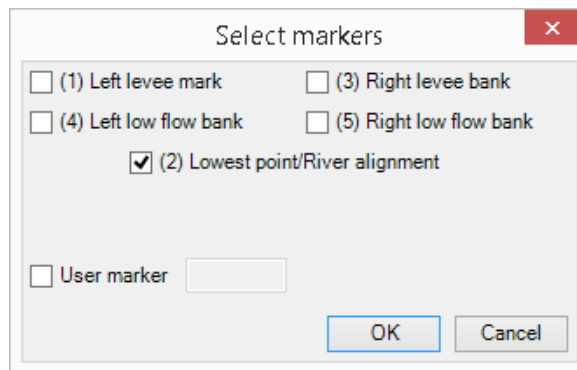 Select markers
(1) Left levee mark (3) Right levee bank
(4) Left low flow bank (5) Right low flow bank
(2) Lowest point/River alignment
User marker
OK Cancel